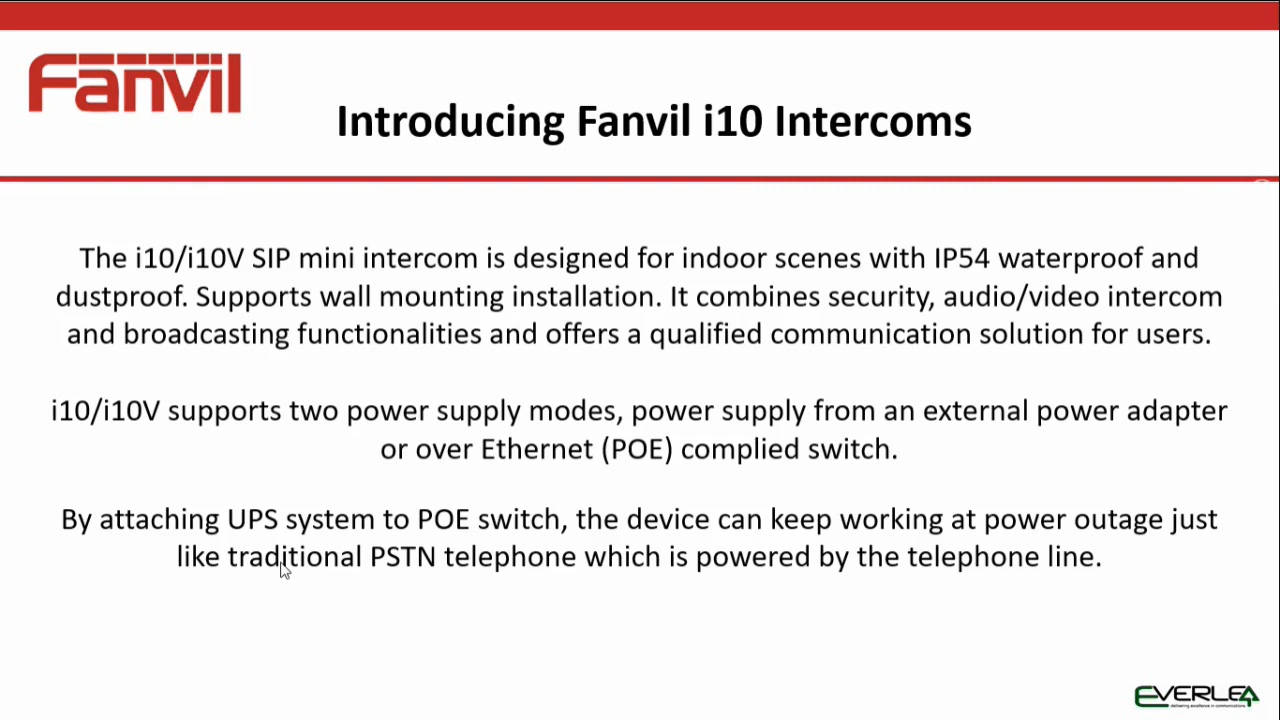 Fanvil
Introducing Fanvil i10 Intercoms
The i10/i10V SIP mini intercom is designed for indoor scenes with IP54 waterproof and
dustproof. Supports wall mounting installation. It combines security, audio/video intercom
and broadcasting functionalities and offers a qualified communication solution for users.
i10/i10V supports two power supply modes, power supply from an external power adapter
or over Ethernet (POE) complied switch.
By attaching UPS system to POE switch, the device can keep working at power outage just
like traditional PSTN telephone which is powered by the telephone line.
EVERLEA
delivering excellence in communications